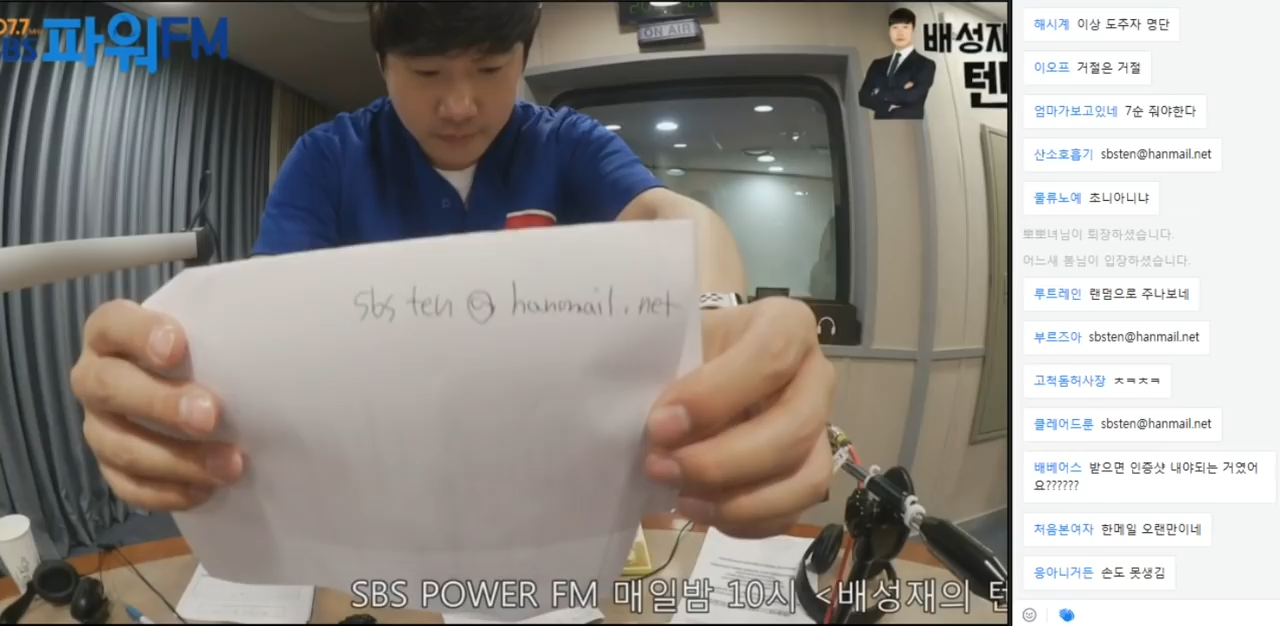 07.7MHz
SBS 파워FM
ON AIR
배성재
텐
sbs ten @ hanmail.net
SBS POWER FM 매일밤 10시 <배성재의 텐
해시계 이상 도주자 명단
이오프 거절은 거절
엄마가보고있네 7순 줘야한다
산소호흡기 sbsten@hanmail.net
물류노예 초니아니냐
뽀뽀녀님이 퇴장하셨습니다.
어느새 봄님이 입장하셨습니다.
루트레인 랜덤으로 주나보네
부르즈아 sbsten@hanmail.net
고척돔허사장 ㅊㅋㅊㅋ
클레어드룬 sbsten@hanmail.net
배베어스 받으면 인증샷 내야되는 거였어
요??????
처음본여자 한메일 오랜만이네
응아니거든 손도 못생김